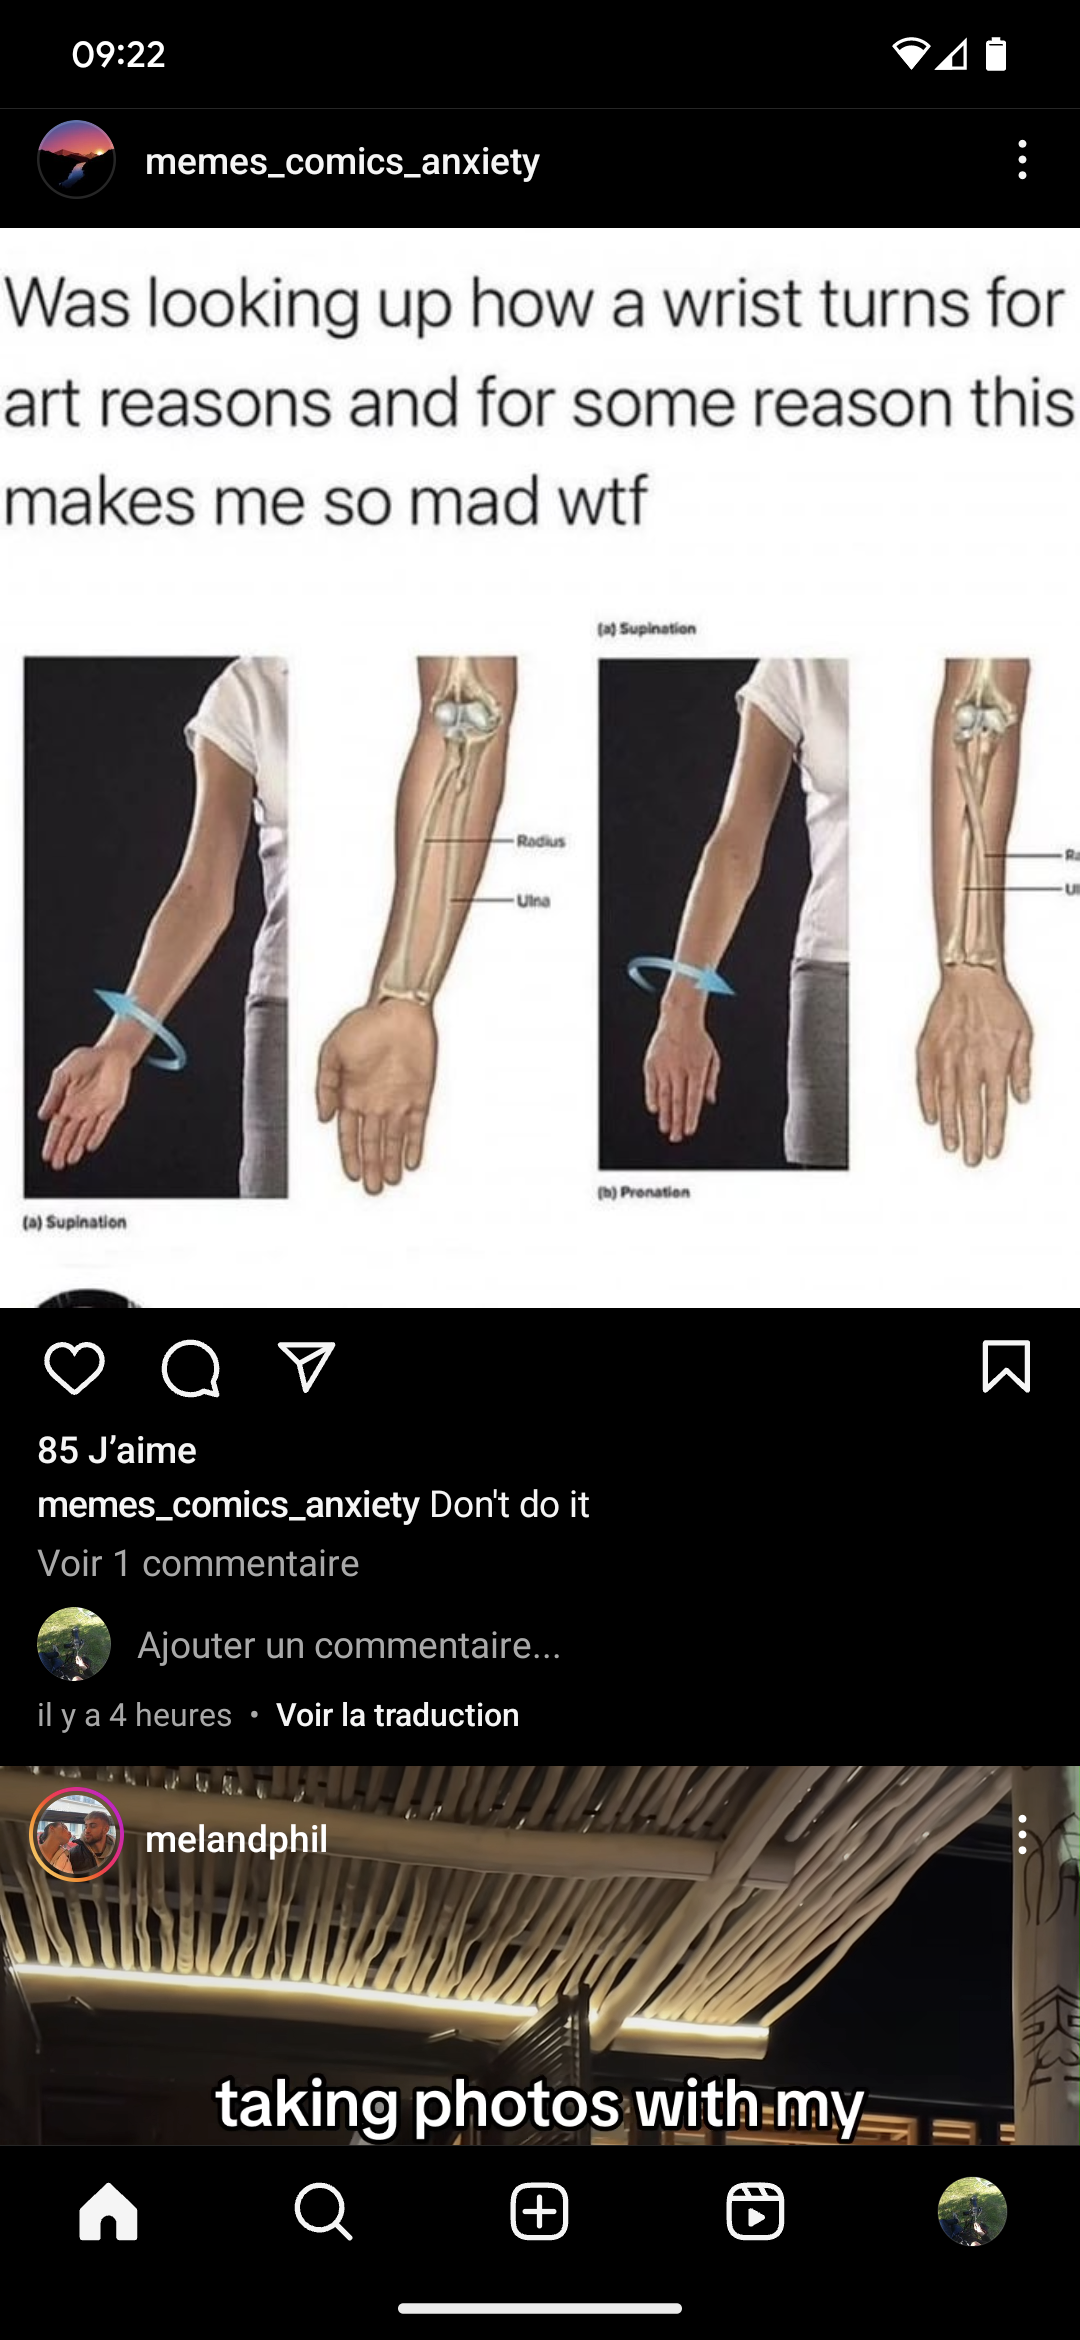 09:22
memes_comics_anxiety
Was looking up how a wrist turns for
art reasons and for some reason this
makes me so mad wtf
(a) Supination
Radius
Ulna
Ra
Ul
(b) Pronation
(a) Supination
85 J’aime
memes_comics_anxiety Don't do it
Voir 1 commentaire
Ajouter un commentaire...
il y a 4 heures • Voir la traduction
melandphil
taking photos with my